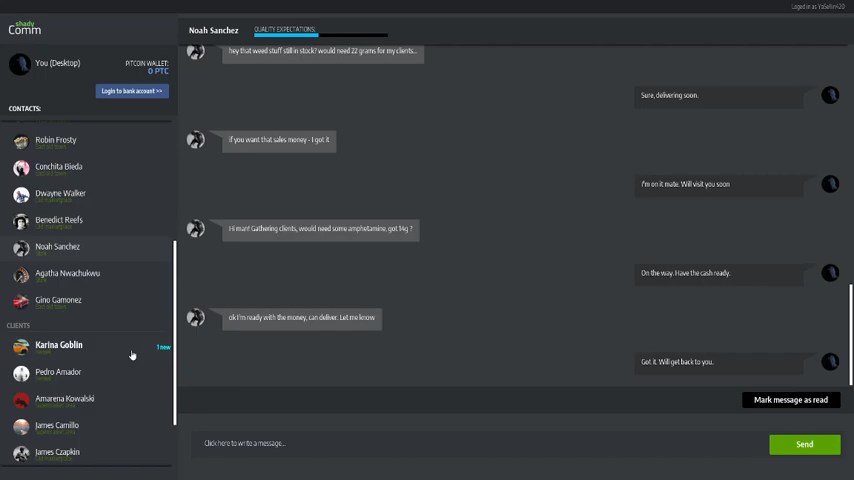 Logged in as YaSellin420
shady
Comm
Noah Sanchez
QUALITY EXPECTATIONS:
You (Desktop)
PITCOIN WALLET:
0 PTC
Login to bank account >>
CONTACTS:
Robin Frosty
Conchita Bieda
Dwayne Walker
Old marketplace
Benedict Reefs
Old marketplace
Noah Sanchez
Agatha Nwachukwu
Gino Gamonez
CLIENTS
Karina Goblin
1 new
Pedro Amador
Amarena Kowalski
James Camillo
James Czapkin
hey that weed stuff still in stock? would need 22 grams for my clients...
Sure, delivering soon.
if you want that sales money - I got it
I'm on it mate. Will visit you soon
Hi man! Gathering clients, would need some amphetamine, got 14g ?
On the way. Have the cash ready.
ok I'm ready with the money, can deliver. Let me know
Got it. Will get back to you.
Mark message as read
Click here to write a message...
Send